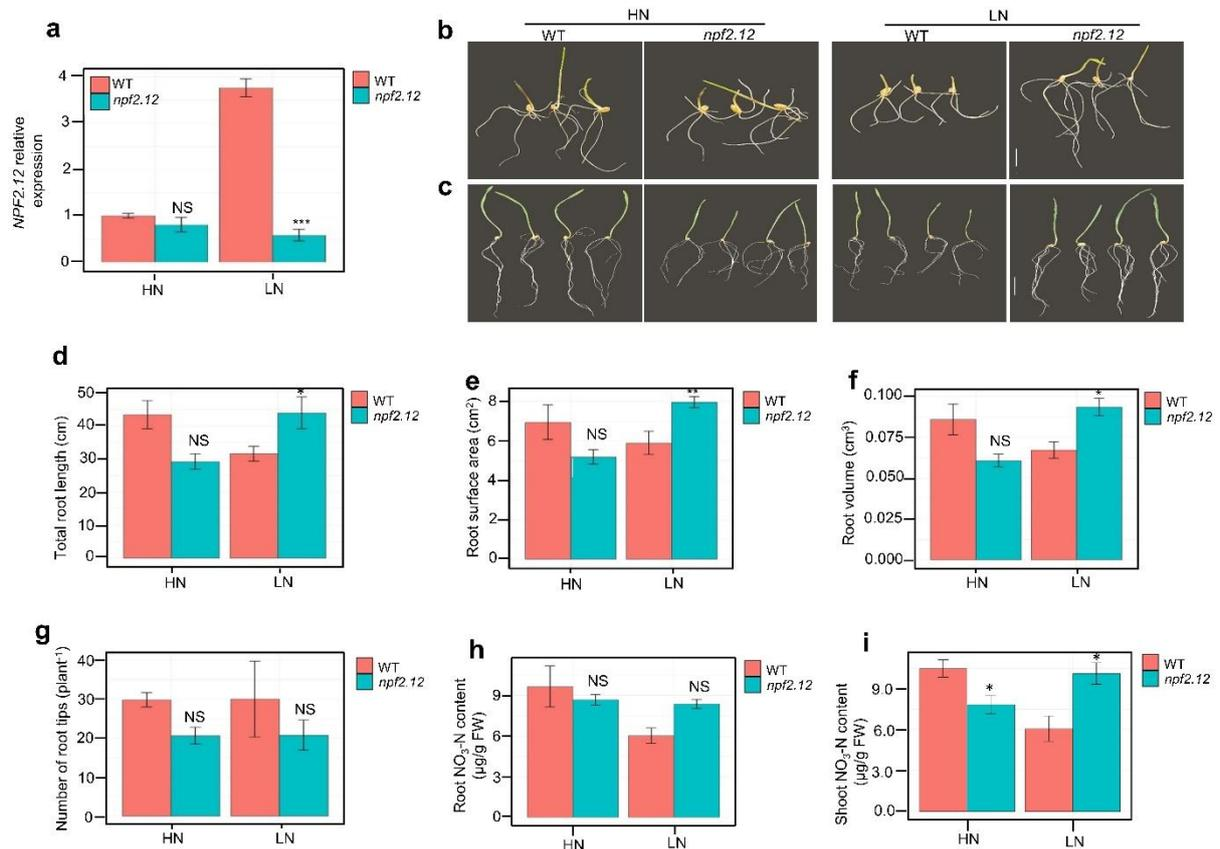 a
NPF2.12 relative
expression
4
3
2
1
0
WT
npf2.12
NS
***
HN
LN
WT
npf2.12
HN
LN
b
WT
npf2.12
WT
npf2.12
c
d
Total root length (cm)
50
40
30
30
10
0
NS
*
HN
LN
WT
npf2.12
e
Root surface area (cm²)
8
6
4
2
0
NS
**
HN
LN
WT
npf2.12
f
Root volume (cm³)
0.100
0.075
0.050
0.025
0.000
NS
*
HN
LN
WT
npf2.12
g
Number of root tips (plant⁻¹)
40
30
20
10
0
NS
NS
HN
LN
WT
npf2.12
h
Root NO₃-N content
(µg/g FW)
9
6
3
0
NS
NS
HN
LN
WT
npf2.12
i
Shoot NO₃-N content
(µg/g FW)
9.0
6.0
3.0
0.0
*
*
HN
LN
WT
npf2.12